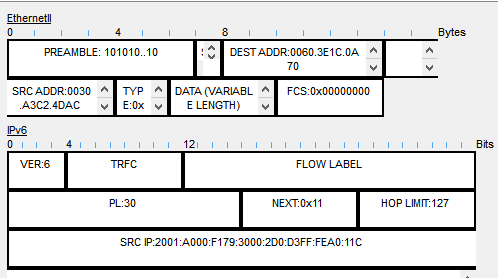 EthernetII
0 4 8 Bytes
PREAMBLE: 101010..10
DEST ADDR:0060.3E1C.0A
70
SRC ADDR:0030
.A3C2.4DAC
TYP
E:0x
DATA (VARIABL
E LENGTH)
FCS:0x00000000
IPv6
0 4 12 Bits
VER:6 TRFC FLOW LABEL
PL:30 NEXT:0x11 HOP LIMIT:127
SRC IP:2001:A000:F179:3000:2D0:D3FF:FEA0:11C